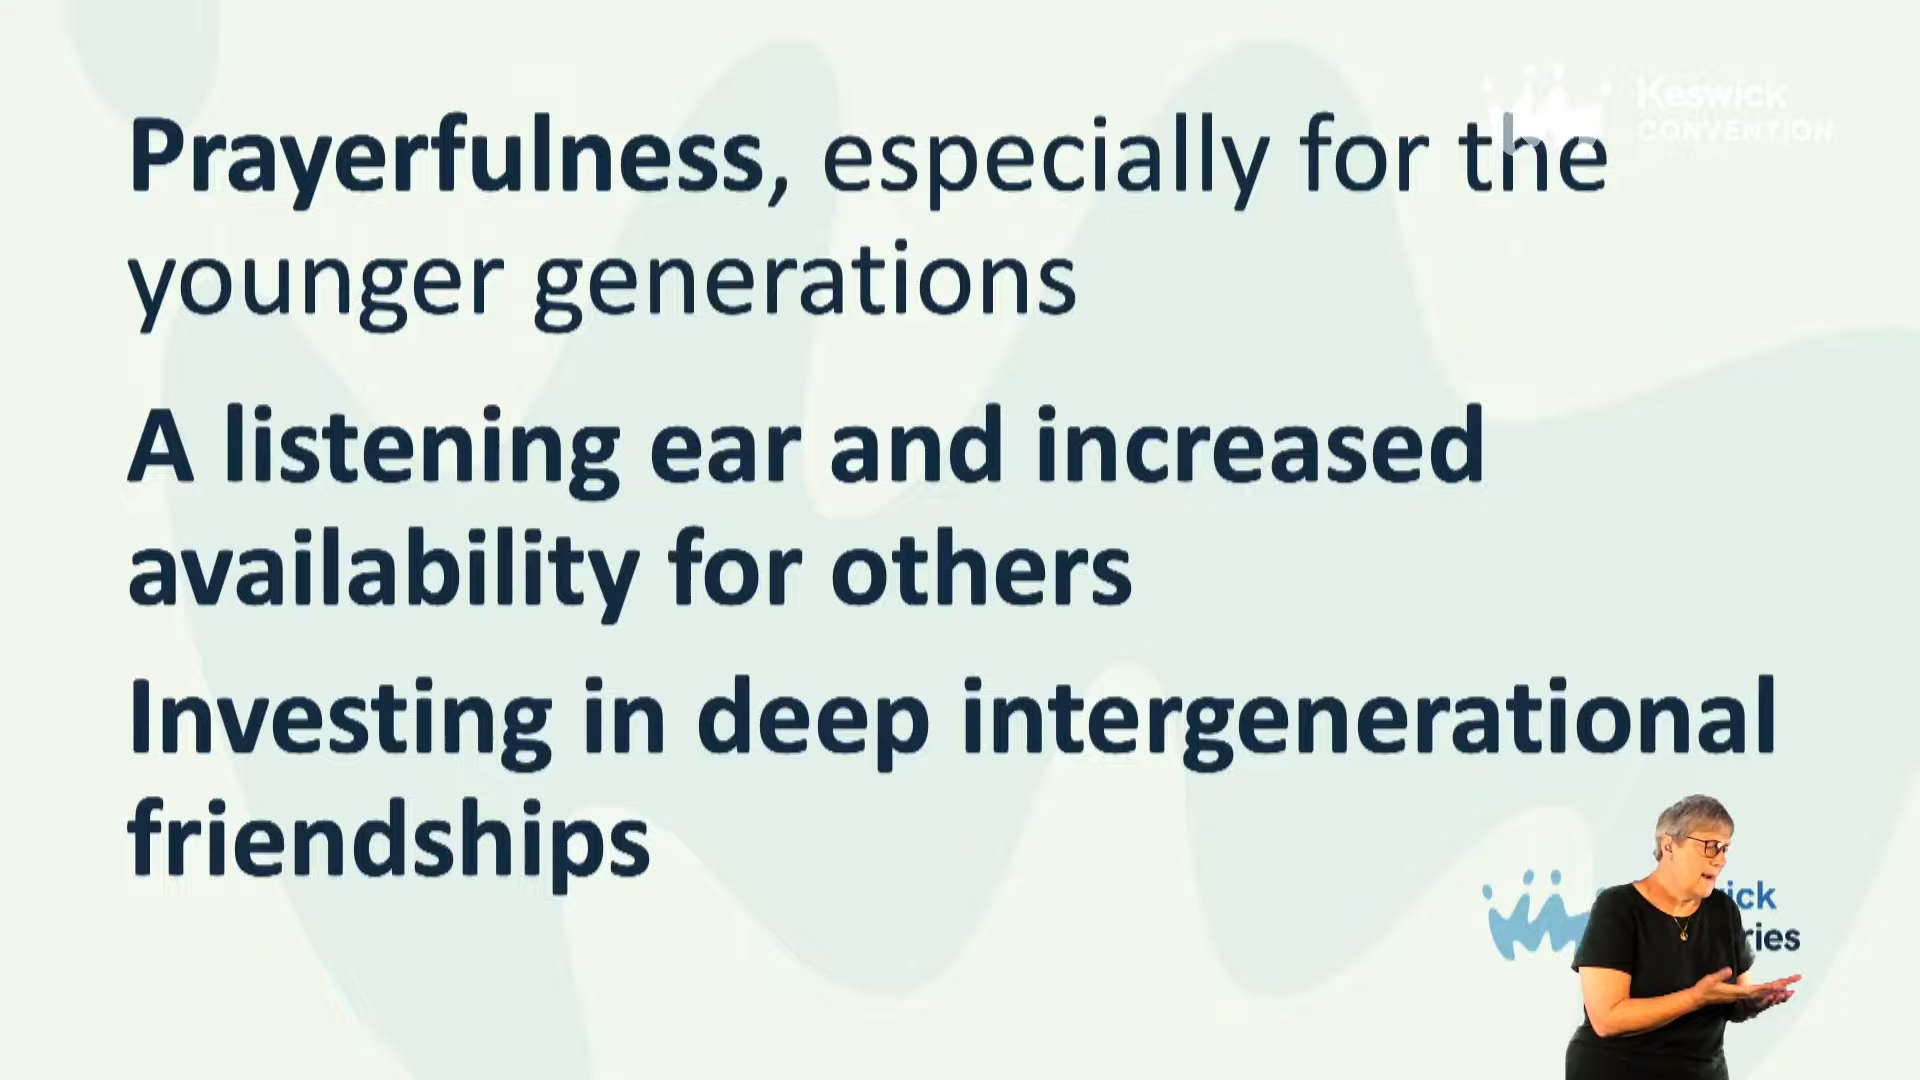 Keswick
CONVENTION
Prayerfulness, especially for the
younger generations
A listening ear and increased
availability for others
Investing in deep intergenerational
friendships